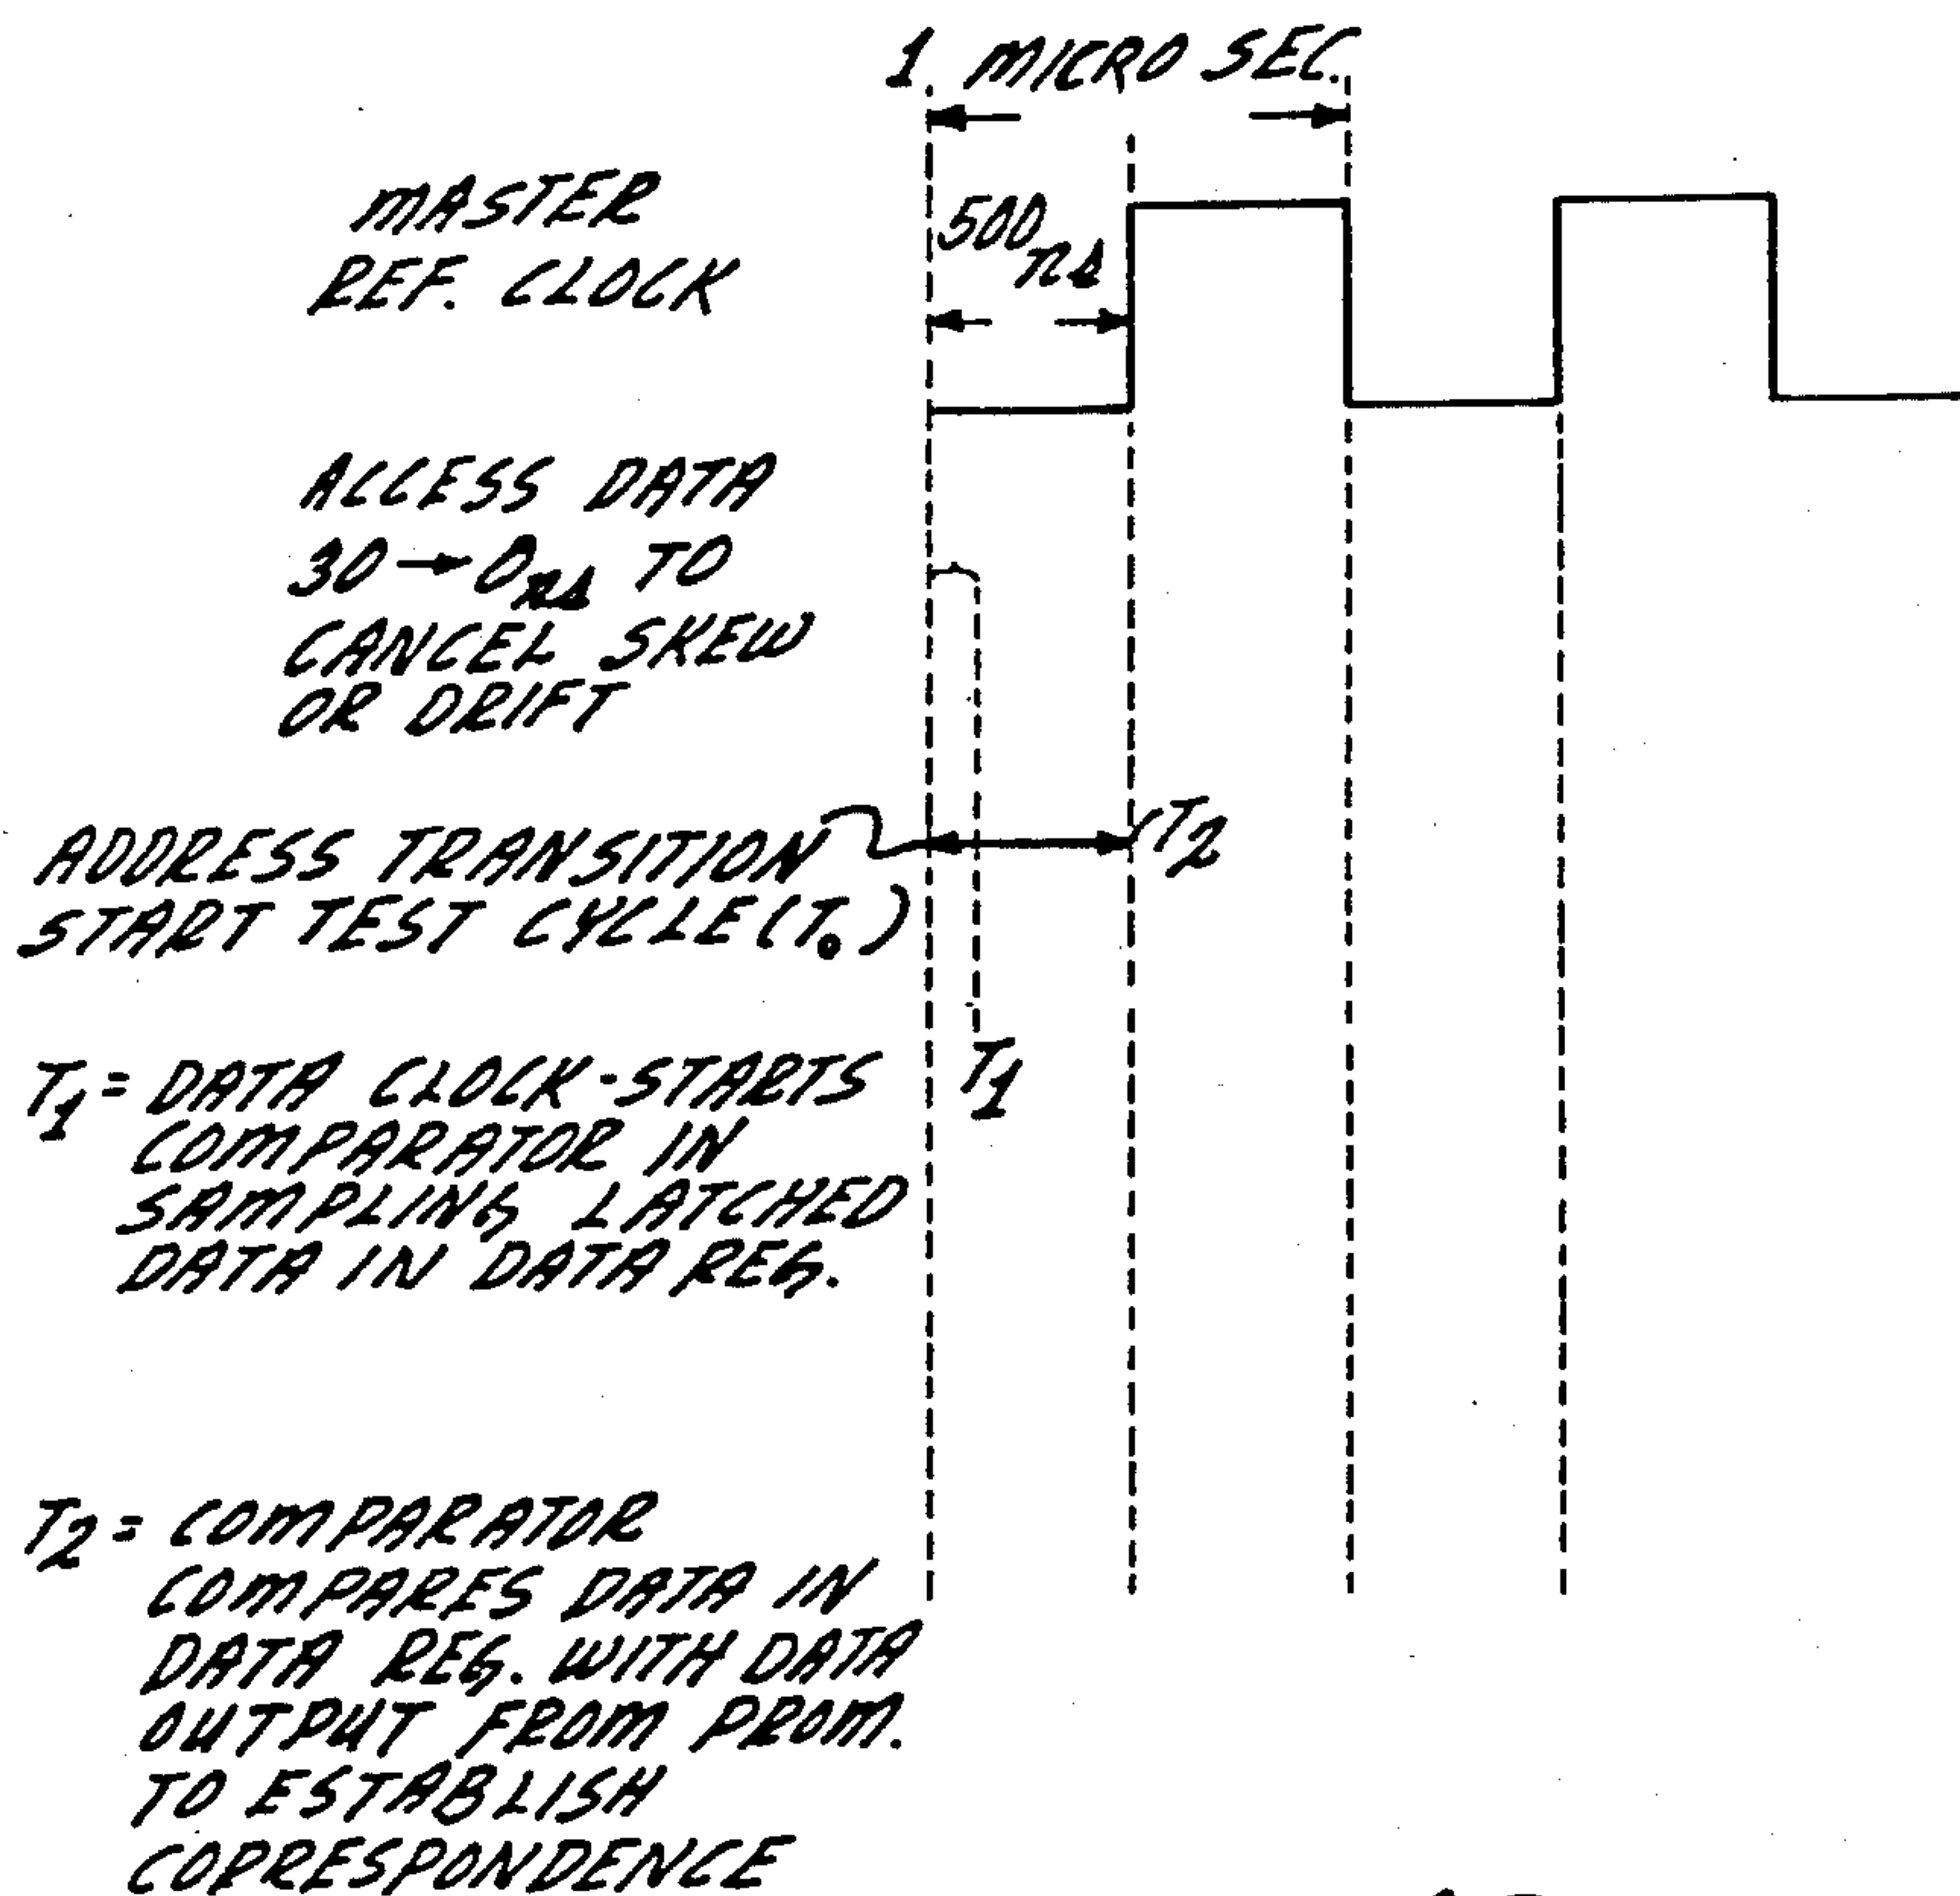 1. MICRO SEC.
MASTER
REF. CLOCK
500 ns
ACCESS DATA
30→0ns TO
CANCEL SKEW
OR DRIFT
ADDRESS TRANSITION
START TEST CYCLE (T₀)
T2
T1
T1 = DATA CLOCK-STARTS
COMPARATOR IN
SAMPLING LATCHED
DATA IN DATA REG.
T2 = COMPARATOR
COMPARES DATA IN
DATA REG. WITH DATA
OUTPUT FROM PROM.
TO ESTABLISH
CORRESPONDENCE